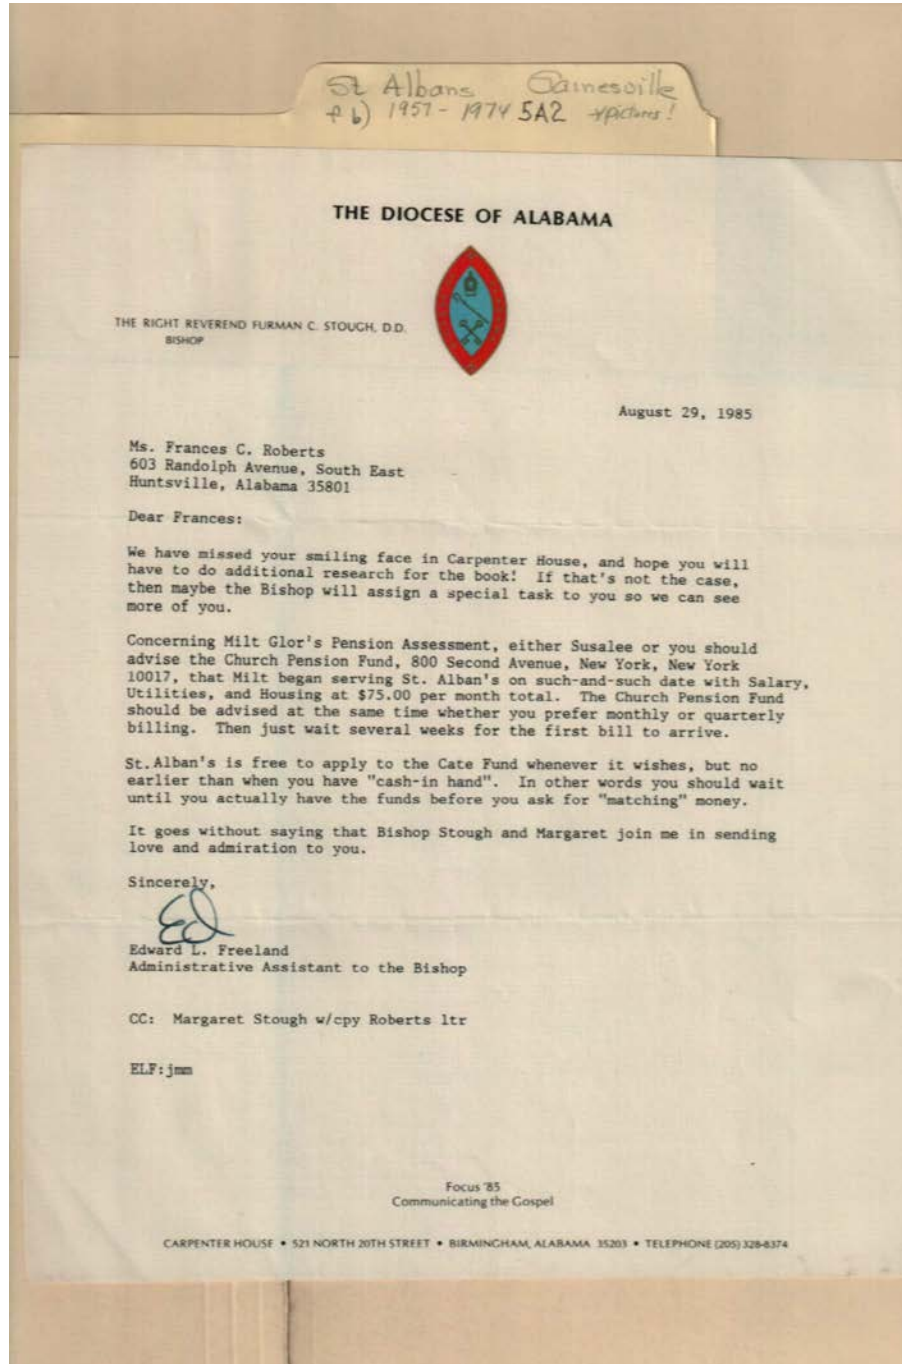 St Albans Gainesville
f b) 1957 - 1974 5A2 + pictures!
THE DIOCESE OF ALABAMA
THE RIGHT REVEREND FURMAN C. STOUGH, D.D.
BISHOP
August 29, 1985
Ms. Frances C. Roberts
603 Randolph Avenue, South East
Huntsville, Alabama 35801
Dear Frances:
We have missed your smiling face in Carpenter House, and hope you will
have to do additional research for the book! If that's not the case,
then maybe the Bishop will assign a special task to you so we can see
more of you.
Concerning Milt Glor's Pension Assessment, either Susalee or you should
advise the Church Pension Fund, 800 Second Avenue, New York, New York
10017, that Milt began serving St. Alban's on such-and-such date with Salary,
Utilities, and Housing at $75.00 per month total. The Church Pension Fund
should be advised at the same time whether you prefer monthly or quarterly
billing. Then just wait several weeks for the first bill to arrive.
St. Alban's is free to apply to the Cate Fund whenever it wishes, but no
earlier than when you have "cash-in hand". In other words you should wait
until you actually have the funds before you ask for "matching" money.
It goes without saying that Bishop Stough and Margaret join me in sending
love and admiration to you.
Sincerely,
Ed
Edward L. Freeland
Administrative Assistant to the Bishop
CC: Margaret Stough w/cpy Roberts ltr
ELF:jmm
Focus '85
Communicating the Gospel
CARPENTER HOUSE • 521 NORTH 20TH STREET • BIRMINGHAM, ALABAMA 35203 • TELEPHONE (205) 328-8374